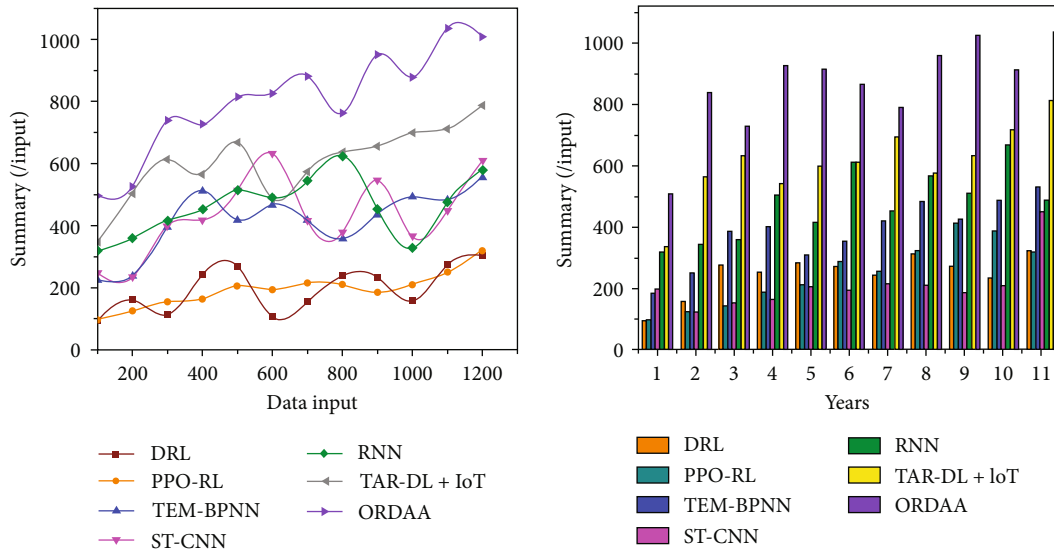 1000
800
600
400
200
0
Summary (/input)
200 400 600 800 1000 1200
Data input
DRL
PPO-RL
TEM-BPNN
ST-CNN
RNN
TAR-DL + IoT
ORDAA
1000
800
600
400
200
0
Summary (/input)
1 2 3 4 5 6 7 8 9 10 11
Years
DRL
PPO-RL
TEM-BPNN
ST-CNN
RNN
TAR-DL + loT
ORDAA